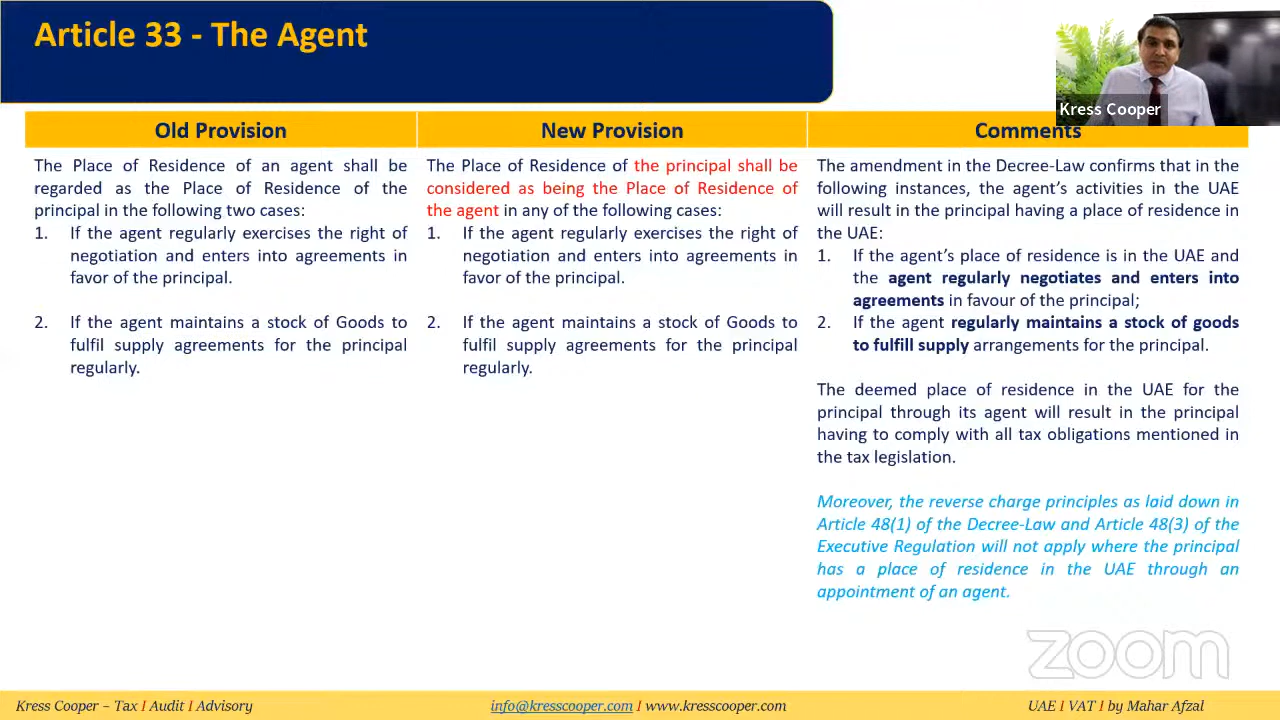 Article 33 - The Agent
Kress Cooper
Old Provision
New Provision
Comments
The Place of Residence of an agent shall be
regarded as the Place of Residence of the
principal in the following two cases:
1. If the agent regularly exercises the right of
negotiation and enters into agreements in
favor of the principal.
2. If the agent maintains a stock of Goods to
fulfil supply agreements for the principal
regularly.
The Place of Residence of the principal shall be
considered as being the Place of Residence of
the agent in any of the following cases:
1. If the agent regularly exercises the right of
negotiation and enters into agreements in
favor of the principal.
2. If the agent maintains a stock of Goods to
fulfil supply agreements for the principal
regularly.
The amendment in the Decree-Law confirms that in the
following instances, the agent's activities in the UAE
will result in the principal having a place of residence in
the UAE:
1. If the agent's place of residence is in the UAE and
the agent regularly negotiates and enters into
agreements in favour of the principal;
2. If the agent regularly maintains a stock of goods
to fulfill supply arrangements for the principal.
The deemed place of residence in the UAE for the
principal through its agent will result in the principal
having to comply with all tax obligations mentioned in
the tax legislation.
Moreover, the reverse charge principles as laid down in
Article 48(1) of the Decree-Law and Article 48(3) of the
Executive Regulation will not apply where the principal
has a place of residence in the UAE through an
appointment of an agent.
zoom
Kress Cooper – Tax I Audit I Advisory
info@kresscooper.com I www.kresscooper.com
UAE I VAT I by Mahar Afzal